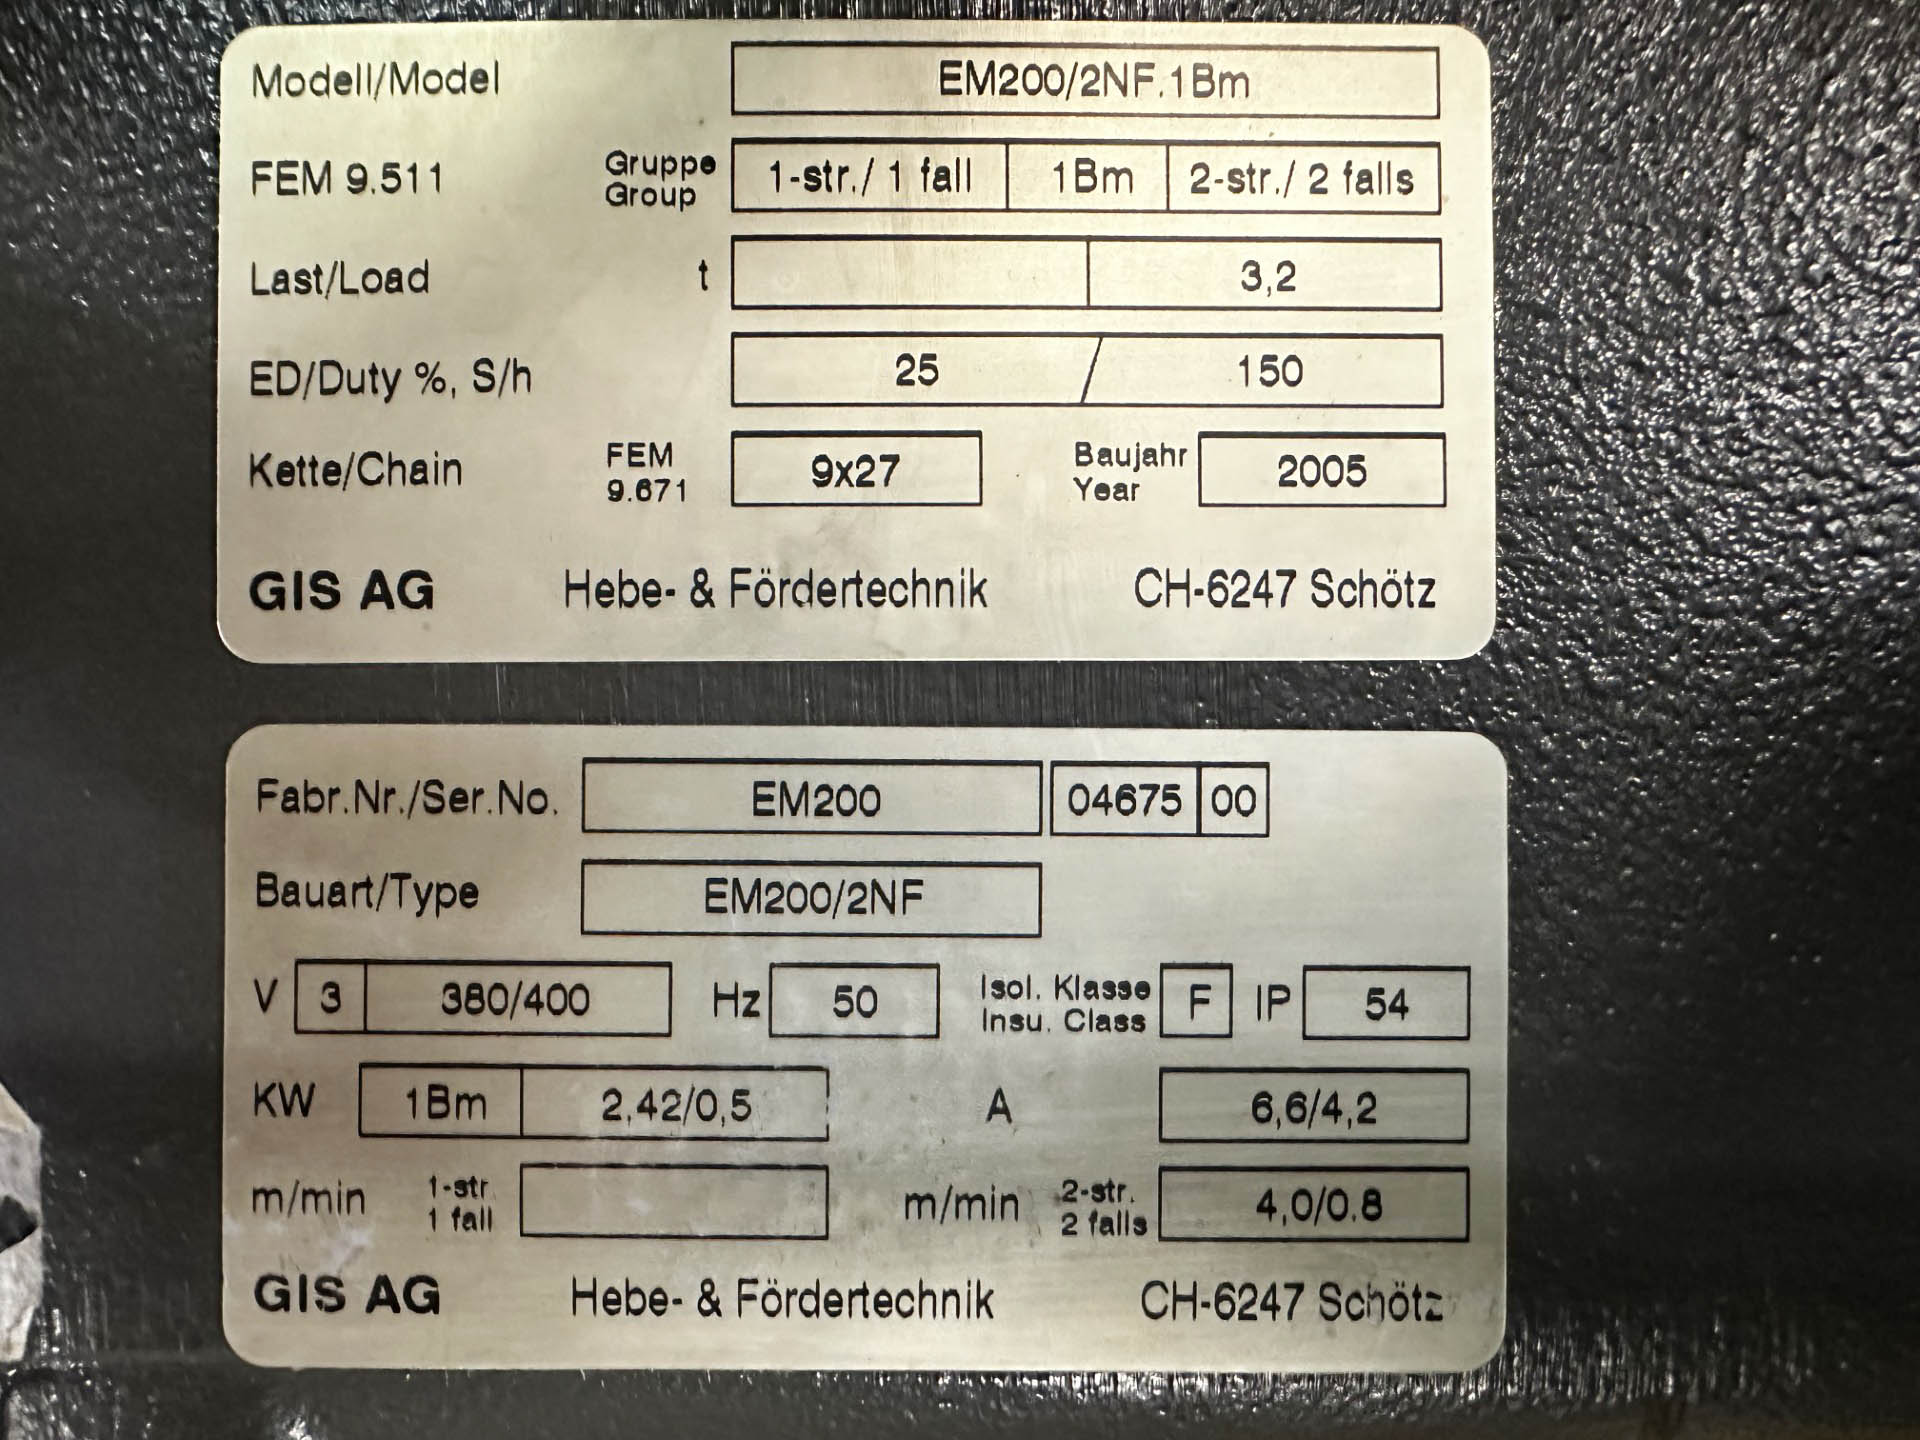 Modell/Model EM200/2NF.1Bm
FEM 9.511 Gruppe Group 1-str./ 1 fall 1Bm 2-str./ 2 falls
Last/Load t 3,2
ED/Duty %, S/h 25 / 150
Kette/Chain FEM 9.671 9x27 Baujahr Year 2005
GIS AG Hebe- & Fördertechnik CH-6247 Schötz
Fabr.Nr./Ser.No. EM200 04675 00
Bauart/Type EM200/2NF
V 3 380/400 Hz 50 Isol. Klasse Insu. Class F IP 54
KW 1Bm 2,42/0,5 A 6,6/4,2
m/min 1-str. 1 fall m/min 2-str. 2 falls 4,0/0.8
GIS AG Hebe- & Fördertechnik CH-6247 Schötz